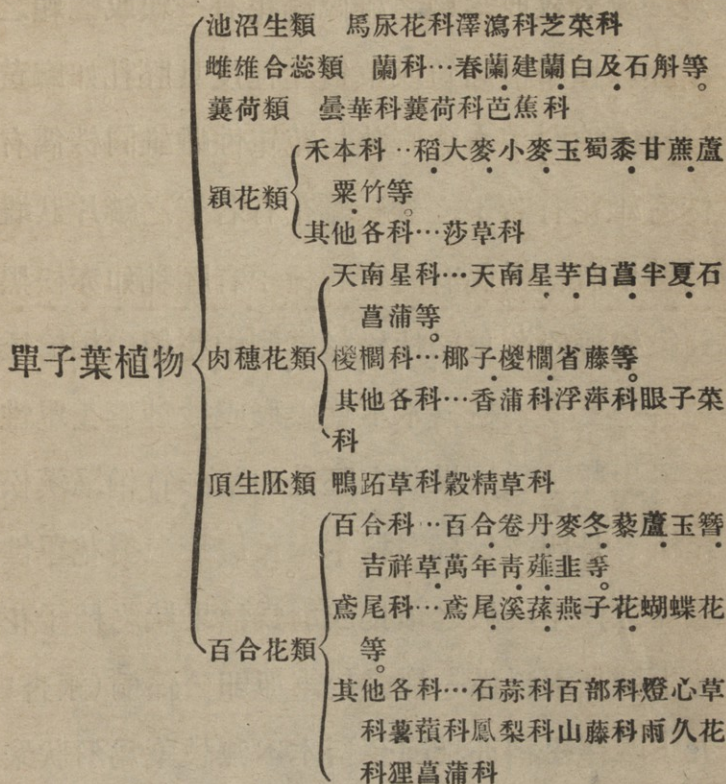 單子葉植物
池沼生類　馬尿花科澤瀉科芝菜科
雌雄合蕊類　蘭科…春蘭建蘭白及石斛等。
蘘荷類　曇華科蘘荷科芭蕉科
穎花類
禾本科‥稻大麥小麥玉蜀黍甘蔗蘆
粟竹等。
其他各科…莎草科
肉穗花類
天南星科…天南星芋白菖半夏石
菖蒲等。
椶櫚科…椰子椶櫚省藤等。
其他各科…香蒲科浮萍科眼子菜
科
頂生胚類　鴨跖草科穀精草科
百合花類
百合科‥百合卷丹麥冬藜蘆玉簪
吉祥草萬年靑薤韭等。
鳶尾科…鳶尾溪蓀燕子花蝴蝶花
等。
其他各科…石蒜科百部科燈心草
科薯蕷科鳳梨科山藤科雨久花
科狸菖蒲科